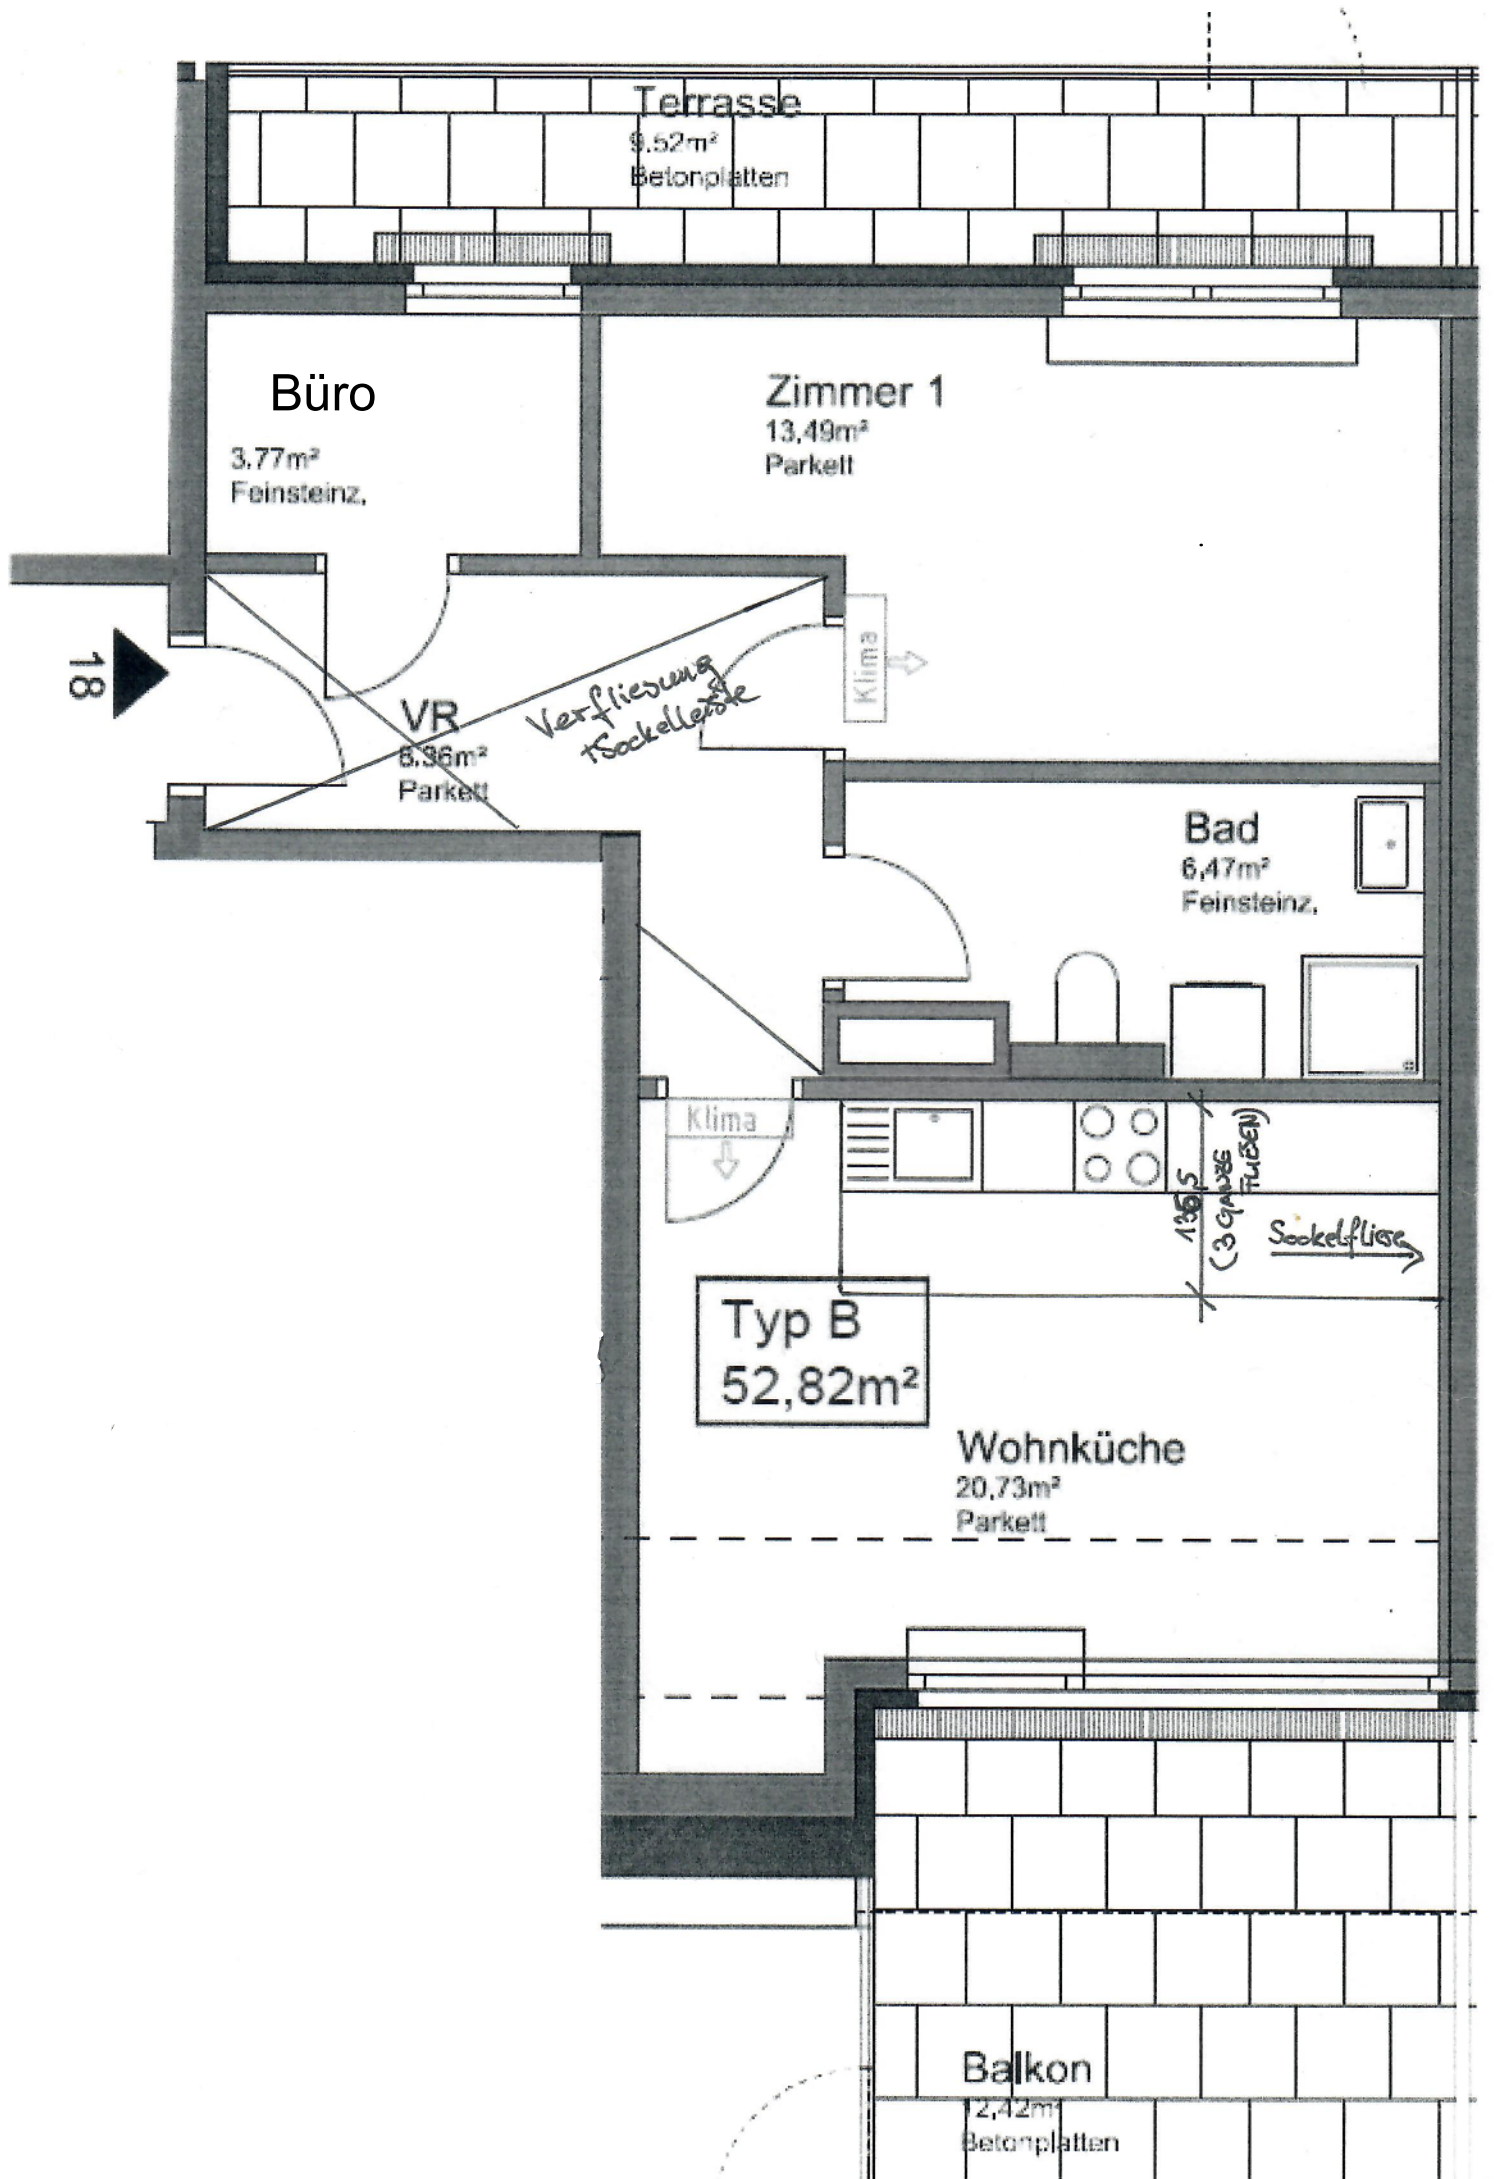 Terrasse
9.52m²
Betonplatten
Büro
3.77m²
Feinsteinz,
Zimmer 1
13,49m²
Parkett
18
Klima
Verfliesung
+Sockelleiste
VR
8.36m²
Parkett
Bad
6,47m²
Feinsteinz,
Klima
(3 GANZE
FLIESEN)
Sockelfliese
Typ B
52,82m²
Wohnküche
20,73m²
Parkett
Balkon
12,42m²
Betonplatten